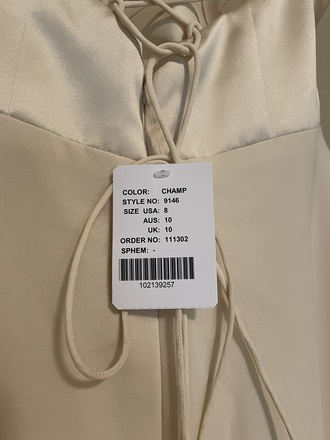 COLOR: CHAMP
STYLE NO: 9146
SIZE USA: 8
AUS: 10
UK: 10
ORDER NO: 111302
SPHEM: -
102139257